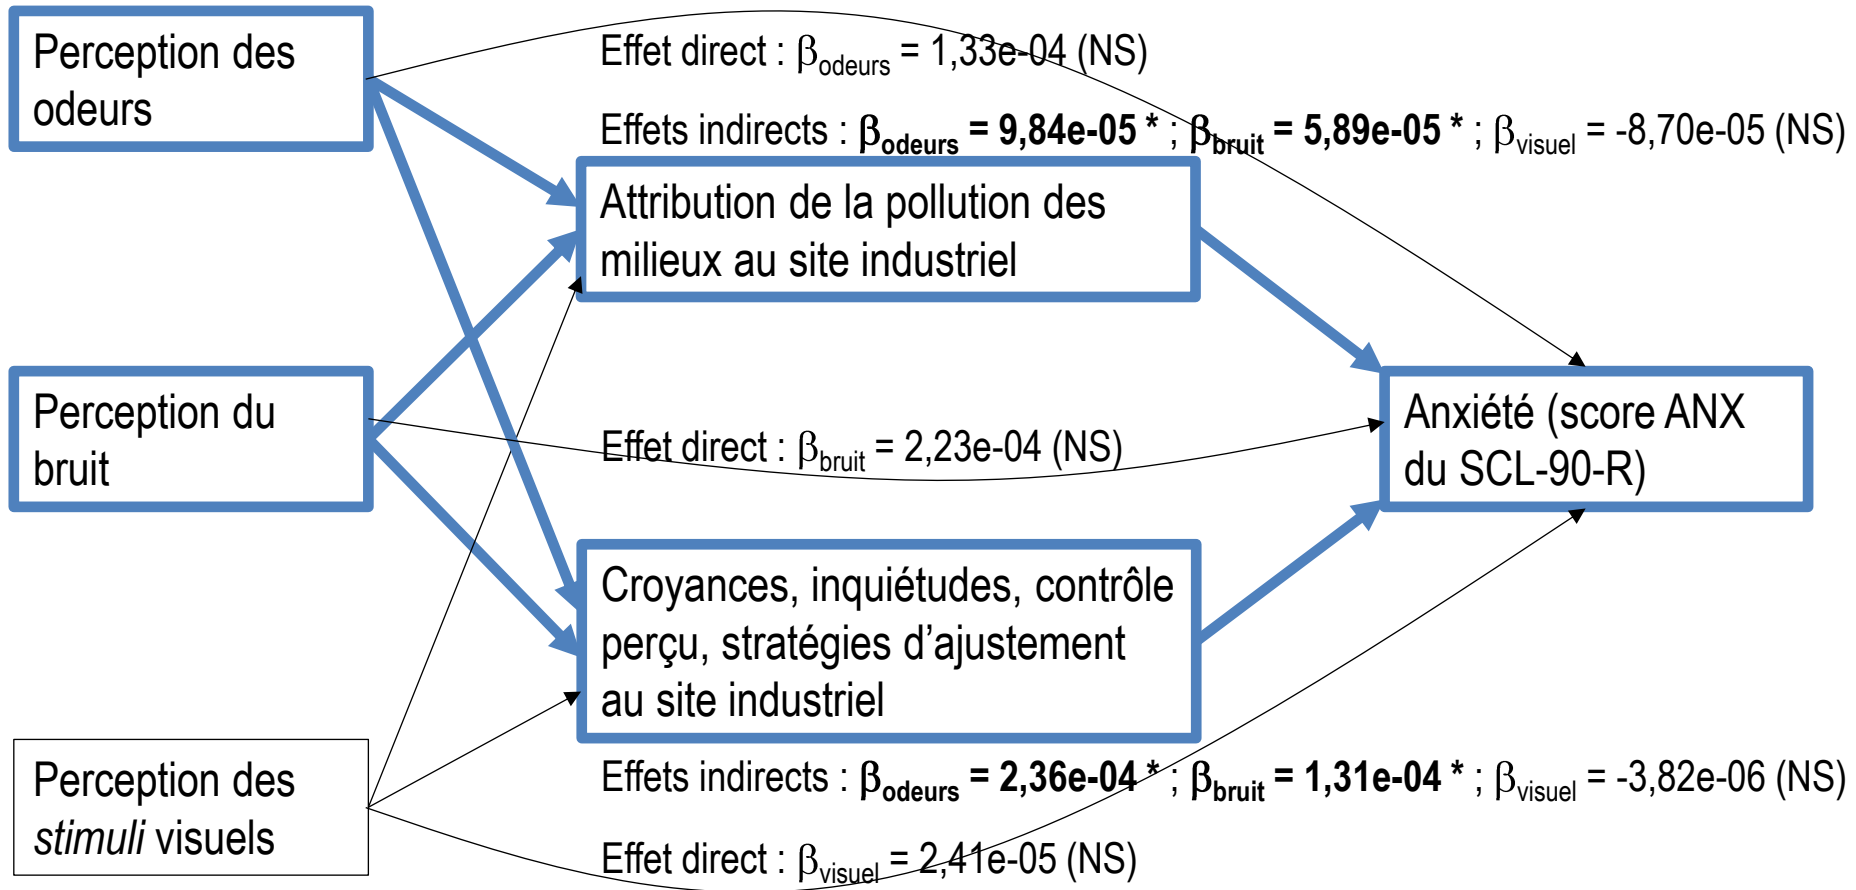 Perception des
odeurs
Effet direct : βodeurs = 1,33e-04 (NS)
Effets indirects : βodeurs = 9,84e-05 * ; βbruit = 5,89e-05 * ; βvisuel = -8,70e-05 (NS)
Attribution de la pollution des
milieux au site industriel
Perception du
bruit
Effet direct : βbruit = 2,23e-04 (NS)
Anxiété (score ANX
du SCL-90-R)
Croyances, inquiétudes, contrôle
perçu, stratégies d’ajustement
au site industriel
Perception des
stimuli visuels
Effets indirects : βodeurs = 2,36e-04 * ; βbruit = 1,31e-04 * ; βvisuel = -3,82e-06 (NS)
Effet direct : βvisuel = 2,41e-05 (NS)